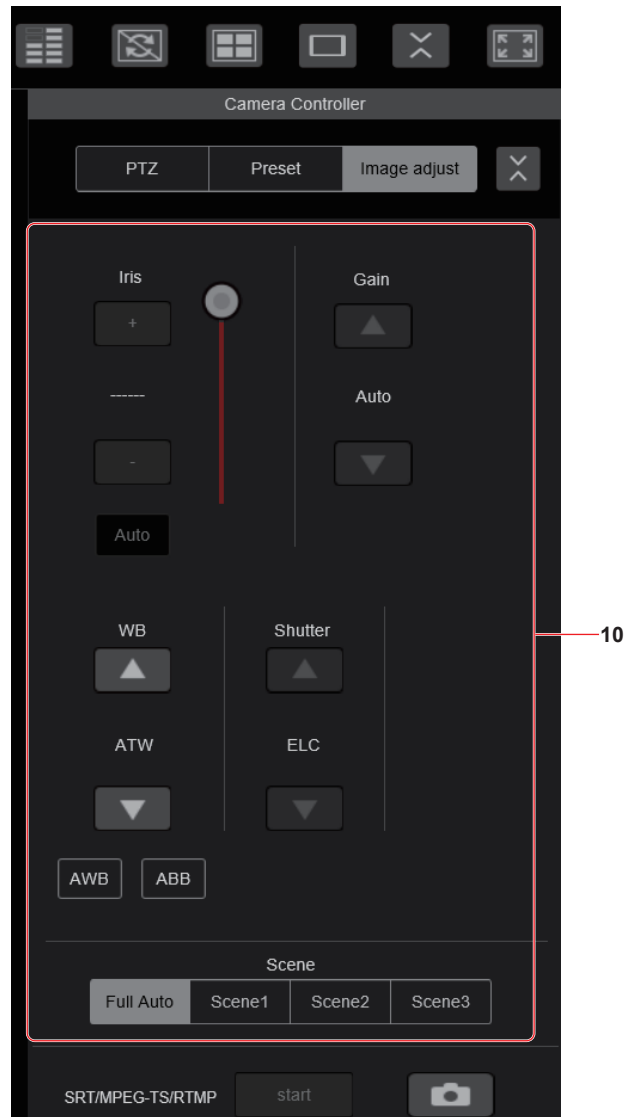 Camera Controller
PTZ Preset Image adjust
Iris Gain
+
------ Auto
-
Auto
10
WB Shutter
ATW ELC
AWB ABB
Scene
Full Auto Scene1 Scene2 Scene3
SRT/MPEG-TS/RTMP start